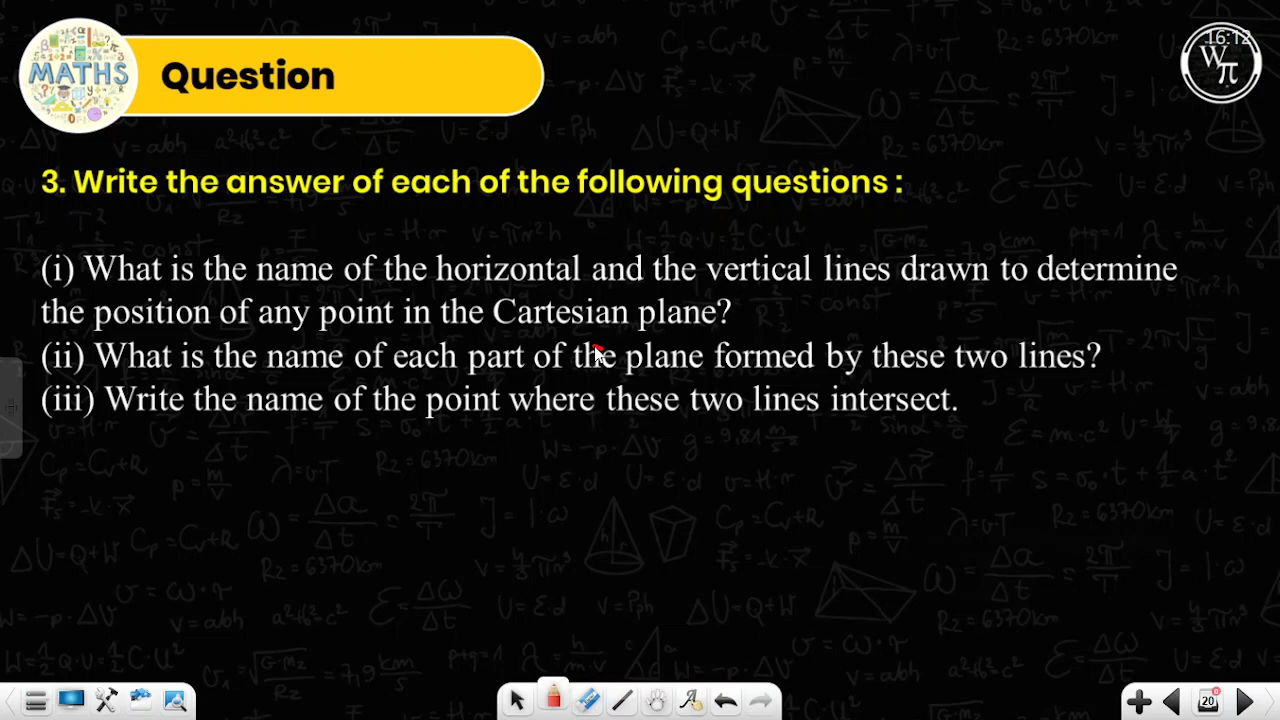 MATHS
Question
16:12
W
π
3. Write the answer of each of the following questions :
(i) What is the name of the horizontal and the vertical lines drawn to determine
the position of any point in the Cartesian plane?
(ii) What is the name of each part of the plane formed by these two lines?
(iii) Write the name of the point where these two lines intersect.
20